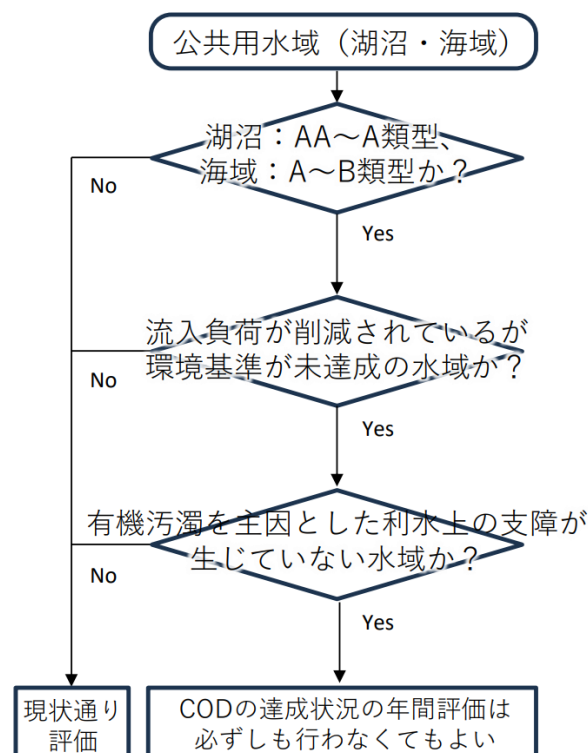 公共用水域（湖沼・海域）
湖沼：AA～A類型、
海域：A～B類型か？
No
Yes
流入負荷が削減されているが
環境基準が未達成の水域か？
No
Yes
有機汚濁を主因とした利水上の支障が
生じていない水域か？
No
Yes
現状通り
評価
CODの達成状況の年間評価は
必ずしも行わなくてもよい